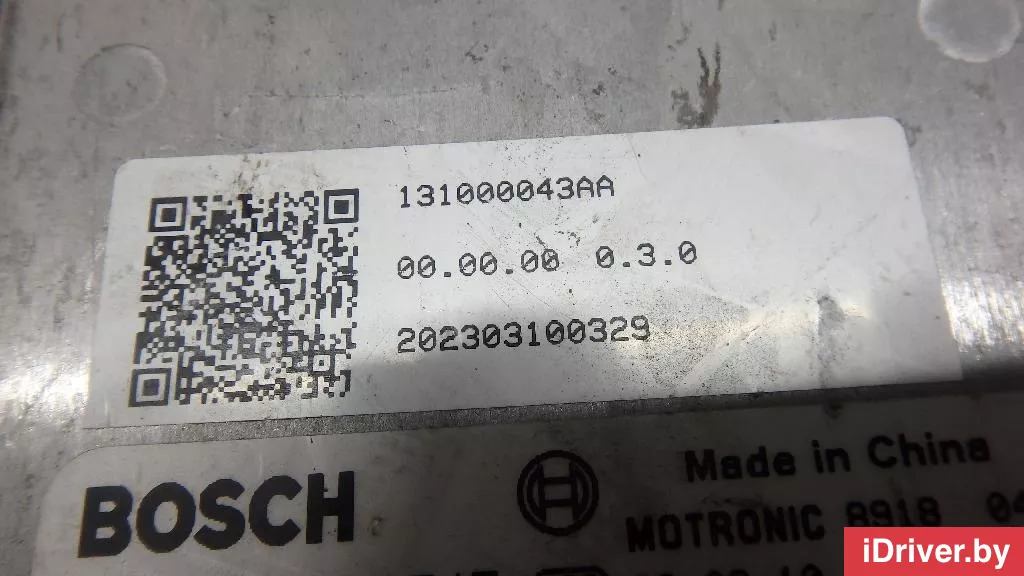 131000043AA
00.00.00 0.3.0
202303100329
Made in China
BOSCH
MOTRONIC 8918
iDriver.by